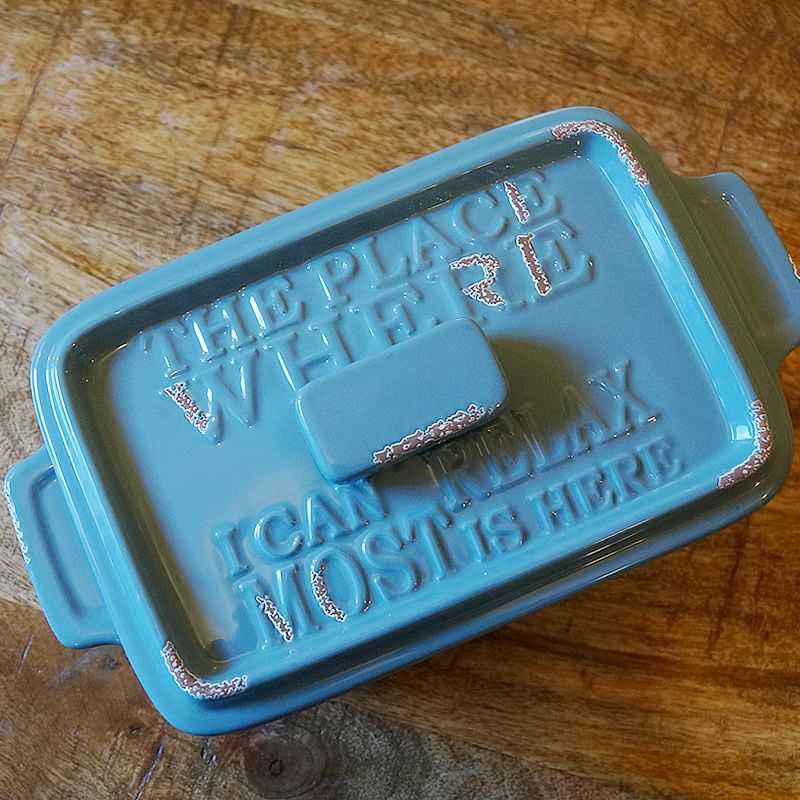 THE PLACE
WHERE
I CAN RELAX
MOST IS HERE